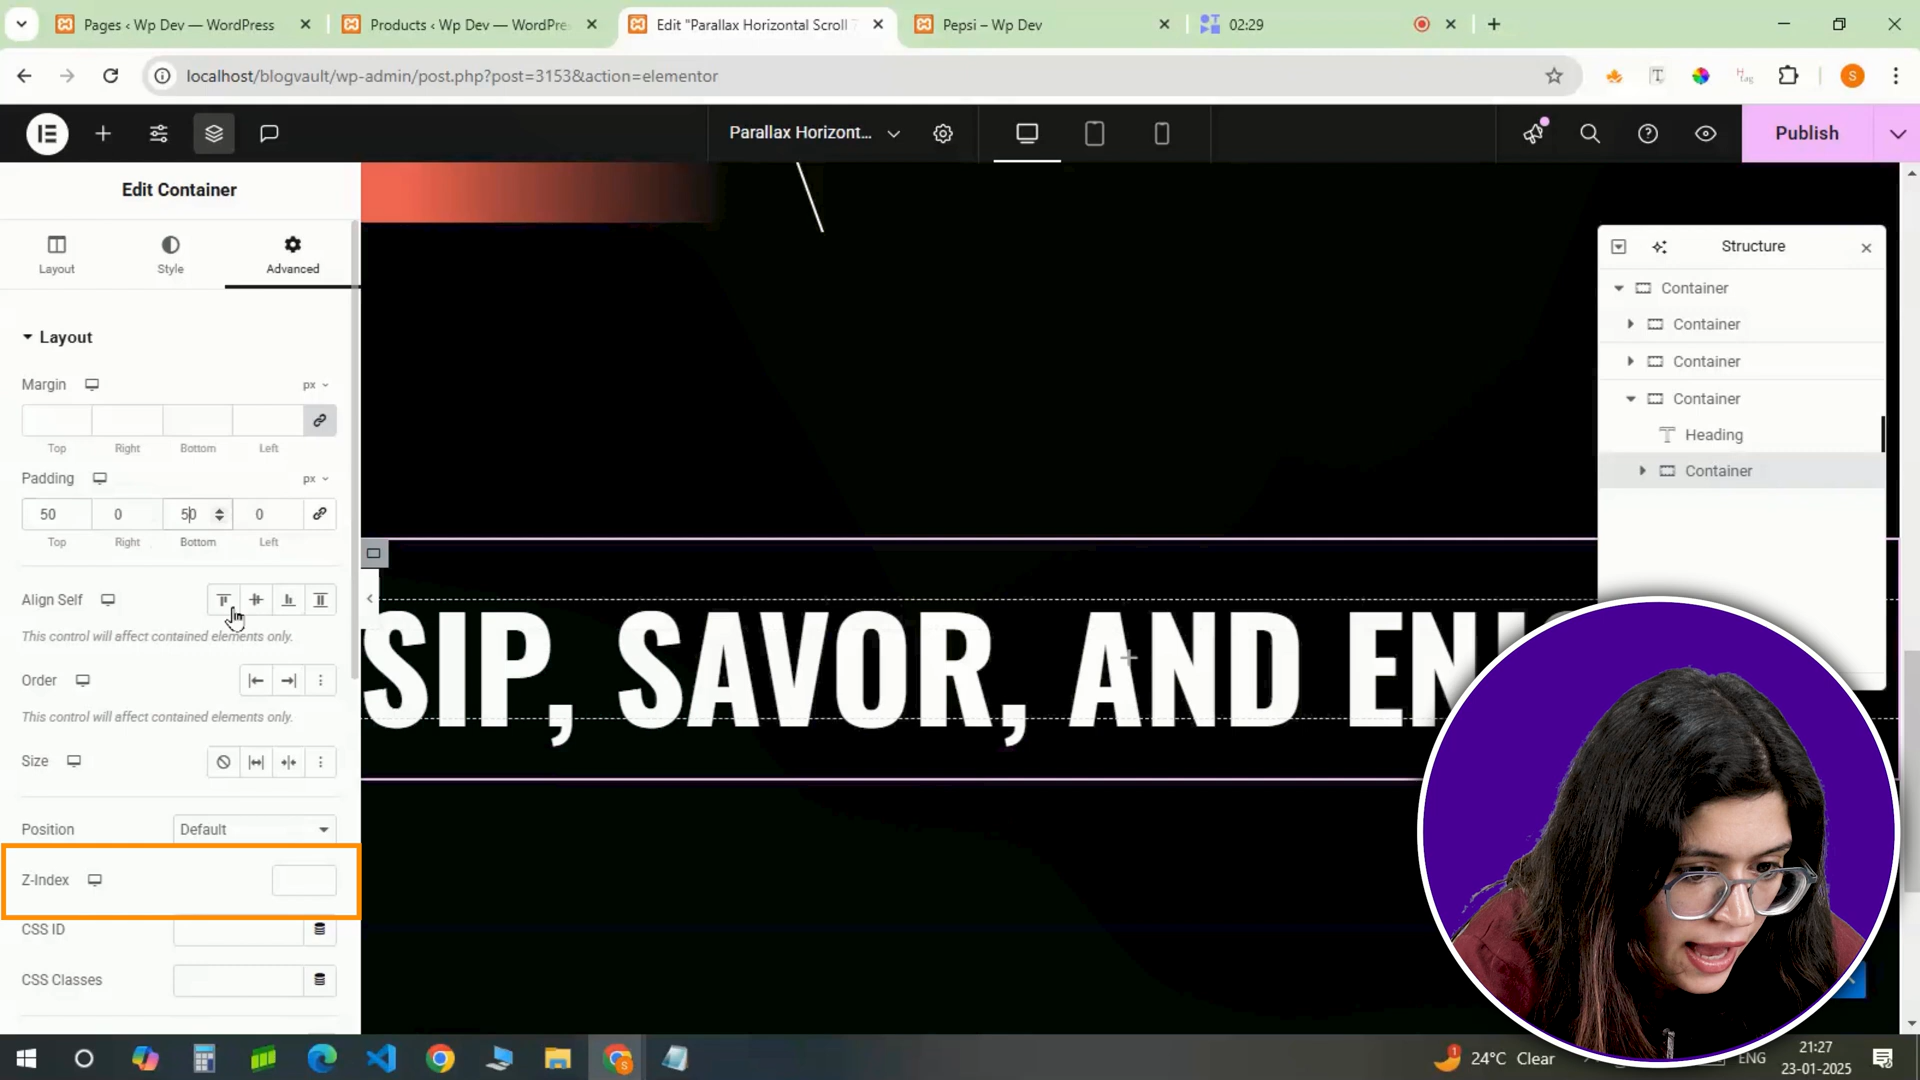 Pages ‹ Wp Dev — WordPress
Products ‹ Wp Dev — WordPre
Edit "Parallax Horizontal Scroll
Pepsi – Wp Dev
02:29
localhost/blogvault/wp-admin/post.php?post=3153&action=elementor
S
Parallax Horizont...
Publish
Edit Container
Layout
Style
Advanced
Layout
Margin
px
Top
Right
Bottom
Left
Padding
px
50
0
50
0
Top
Right
Bottom
Left
Align Self
This control will affect contained elements only.
Order
This control will affect contained elements only.
Size
Position
Default
Z-Index
CSS ID
CSS Classes
SIP, SAVOR, AND
Structure
Container
Container
Container
Container
Heading
Container
24°C
Clear
ENG
21:27
23-01-2025